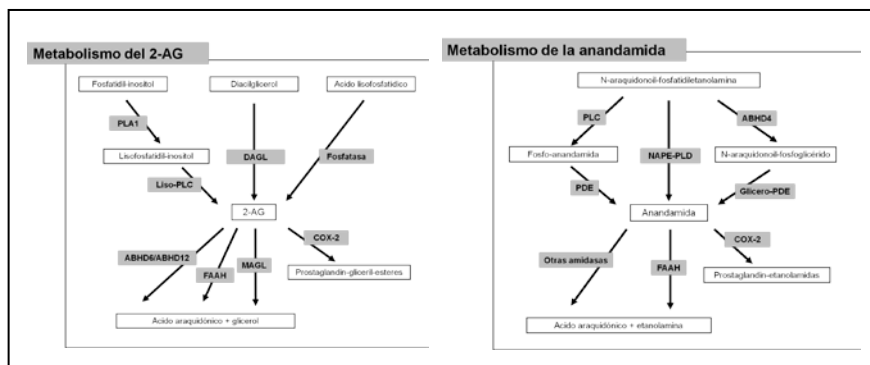 Metabolismo del 2-AG
Fosfatidil-inositol
Diacilglicerol
Acido lisofosfatídico
PLA1
Lisofosfatidil-inositol
DAGL
Fosfatasa
Liso-PLC
2-AG
COX-2
ABHD6/ABHD12
FAAH
MAGL
Prostaglandin-gliceril-esteres
Acido araquidónico + glicerol
Metabolismo de la anandamida
N-araquidonoil-fosfatidiletanolamina
PLC
ABHD4
Fosfo-anandamida
NAPE-PLD
N-araquidonoil-fosfoglicérido
PDE
Glicero-PDE
Anandamida
COX-2
Otras amidasas
FAAH
Prostaglandin-etanolamidas
Acido araquidónico + etanolamina